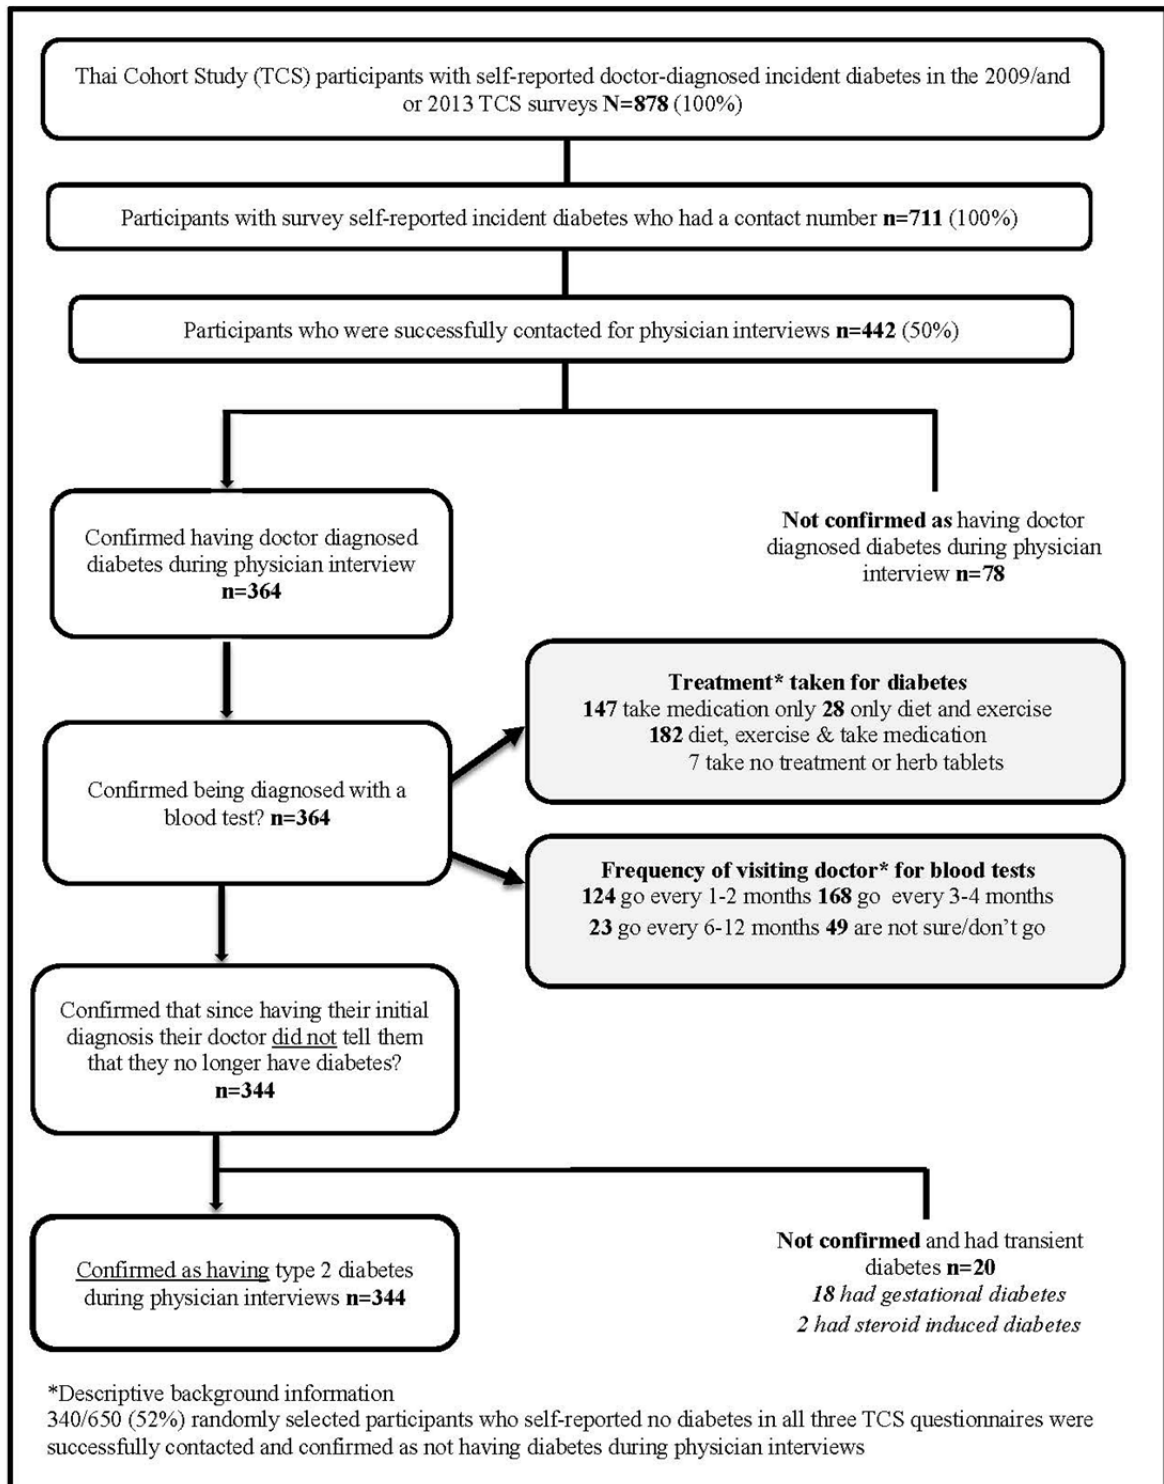 Thai Cohort Study (TCS) participants with self-reported doctor-diagnosed incident diabetes in the 2009/and
or 2013 TCS surveys N=878 (100%)
Participants with survey self-reported incident diabetes who had a contact number n=711 (100%)
Participants who were successfully contacted for physician interviews n=442 (50%)
Confirmed having doctor diagnosed
diabetes during physician interview
n=364
Not confirmed as having doctor
diagnosed diabetes during physician
interview n=78
Treatment* taken for diabetes
147 take medication only 28 only diet and exercise
182 diet, exercise & take medication
7 take no treatment or herb tablets
Confirmed being diagnosed with a
blood test? n=364
Frequency of visiting doctor* for blood tests
124 go every 1-2 months 168 go every 3-4 months
23 go every 6-12 months 49 are not sure/don't go
Confirmed that since having their initial
diagnosis their doctor did not tell them
that they no longer have diabetes?
n=344
Confirmed as having type 2 diabetes
during physician interviews n=344
Not confirmed and had transient
diabetes n=20
18 had gestational diabetes
2 had steroid induced diabetes
*Descriptive background information
340/650 (52%) randomly selected participants who self-reported no diabetes in all three TCS questionnaires were
successfully contacted and confirmed as not having diabetes during physician interviews